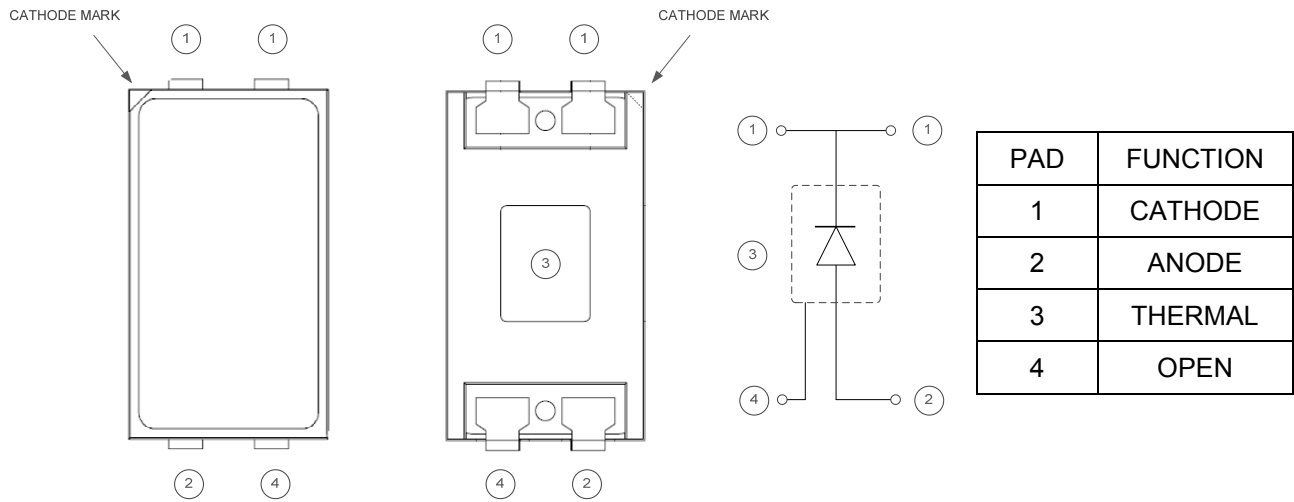 CATHODE MARK
1 1
2 4
CATHODE MARK
1 1
3
4 2
1 1
3
4 2
PAD FUNCTION
1 CATHODE
2 ANODE
3 THERMAL
4 OPEN